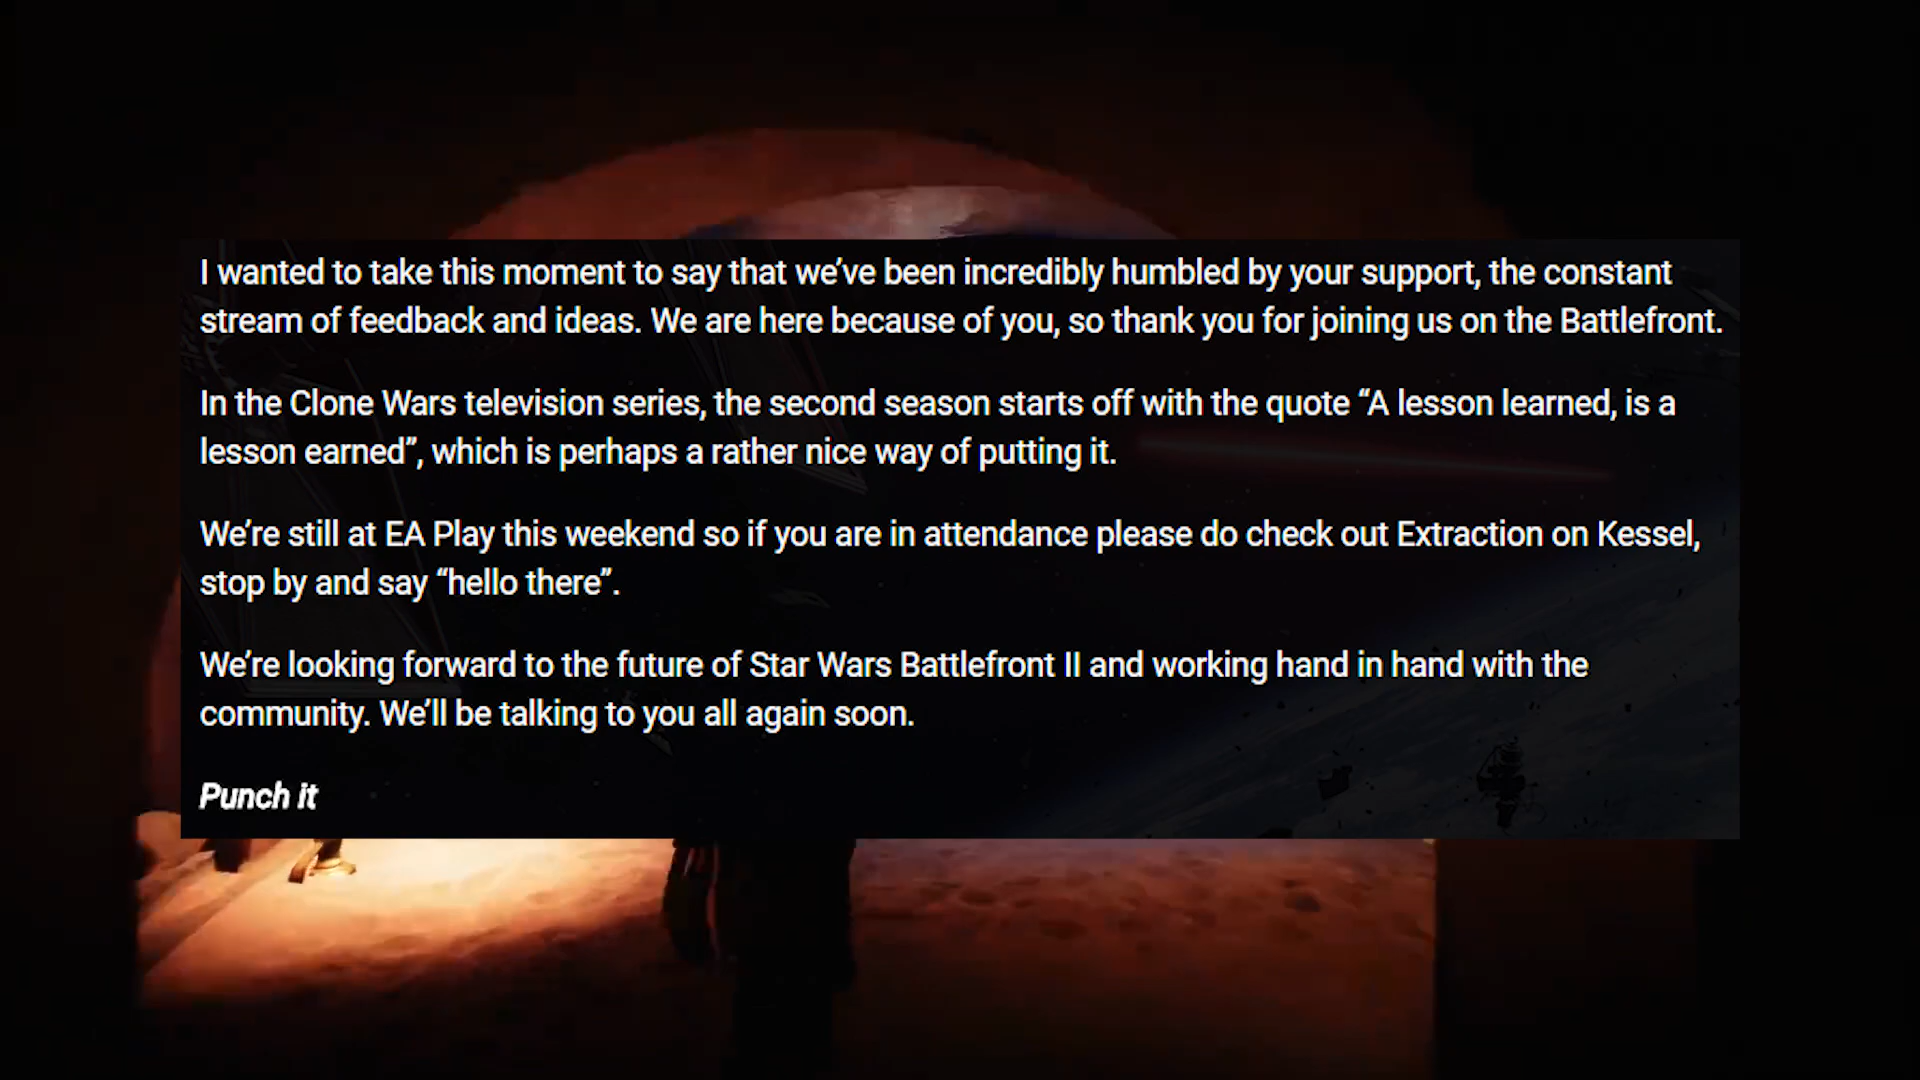 I wanted to take this moment to say that we’ve been incredibly humbled by your support, the constant
stream of feedback and ideas. We are here because of you, so thank you for joining us on the Battlefront.
In the Clone Wars television series, the second season starts off with the quote “A lesson learned, is a
lesson earned”, which is perhaps a rather nice way of putting it.
We’re still at EA Play this weekend so if you are in attendance please do check out Extraction on Kessel,
stop by and say “hello there”.
We’re looking forward to the future of Star Wars Battlefront II and working hand in hand with the
community. We’ll be talking to you all again soon.
Punch it